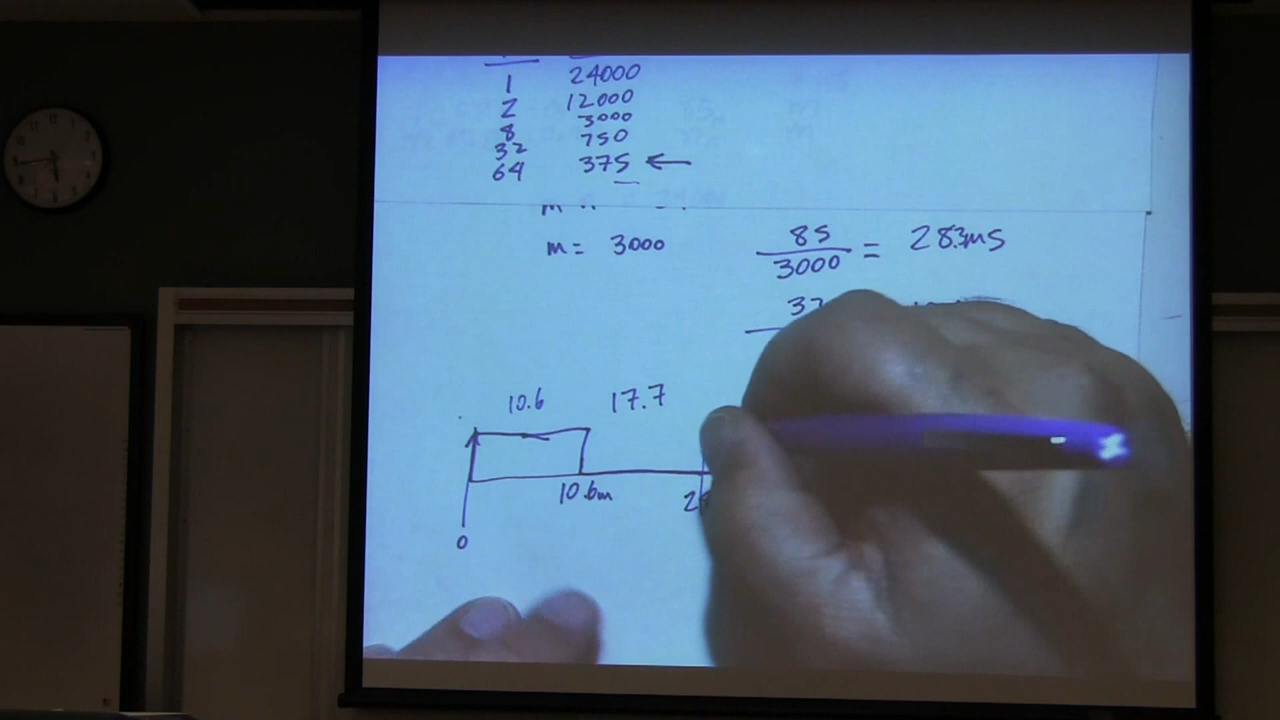 1 24000
2 12000
8 3000
32 750
64 375 ←
m = 3000
85
3000 = 28.3ms
10.6 17.7
10.6m
0